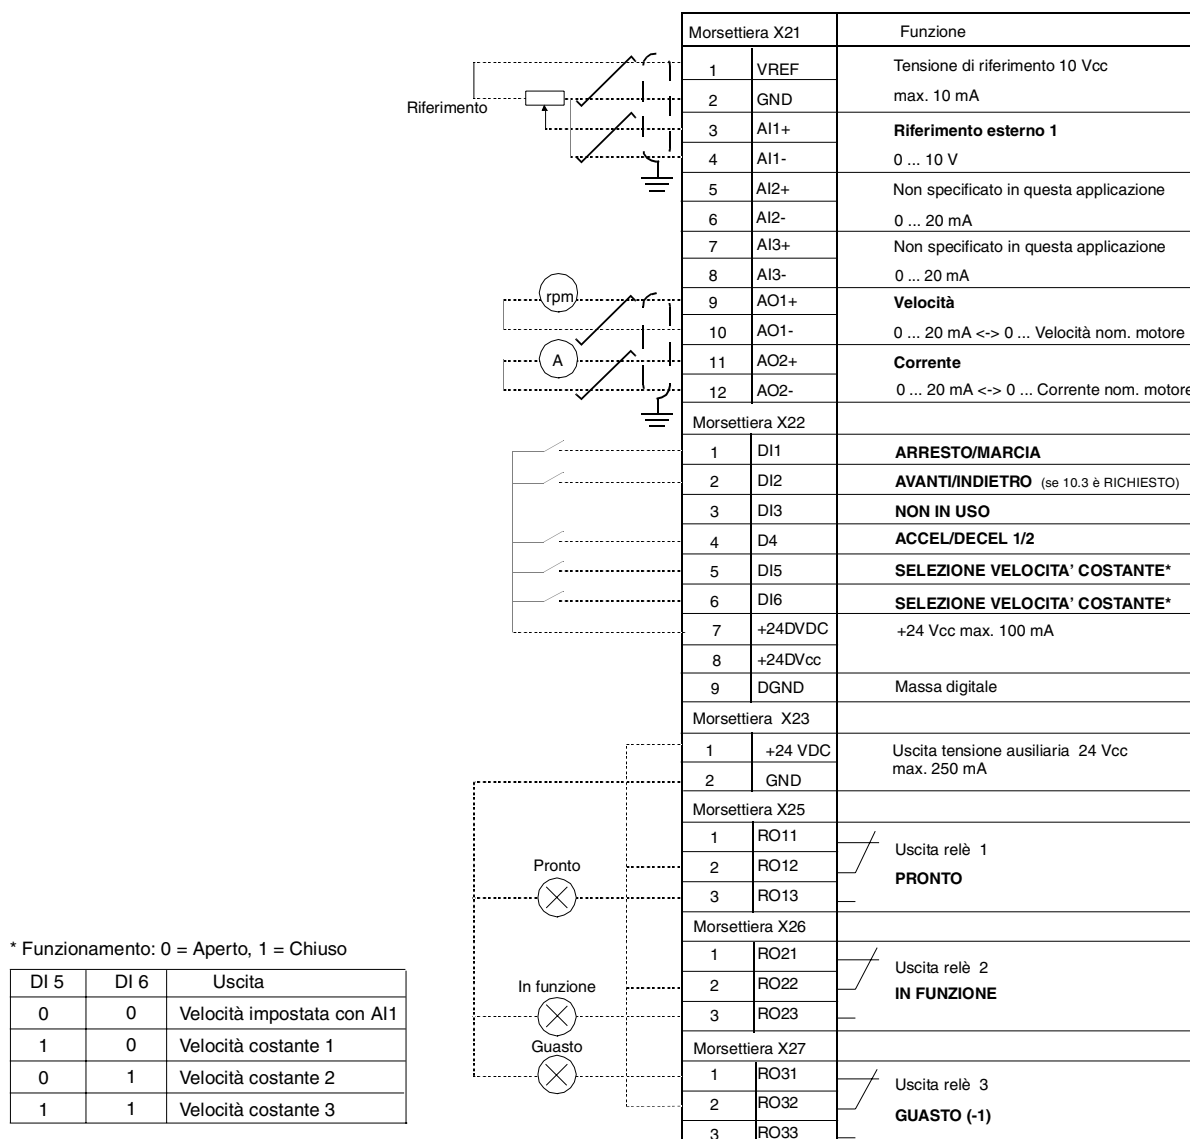 Morsettiera X21 Funzione
1 VREF Tensione di riferimento 10 Vcc
2 GND max. 10 mA
Riferimento
3 AI1+ Riferimento esterno 1
4 AI1- 0 ... 10 V
5 AI2+ Non specificato in questa applicazione
6 AI2- 0 ... 20 mA
7 AI3+ Non specificato in questa applicazione
8 AI3- 0 ... 20 mA
rpm
9 AO1+ Velocità
10 AO1- 0 ... 20 mA <-> 0 ... Velocità nom. motore
A
11 AO2+ Corrente
12 AO2- 0 ... 20 mA <-> 0 ... Corrente nom. motore
Morsettiera X22
1 DI1 ARRESTO/MARCIA
2 DI2 AVANTI/INDIETRO (se 10.3 è RICHIESTO)
3 DI3 NON IN USO
4 D4 ACCEL/DECEL 1/2
5 DI5 SELEZIONE VELOCITA' COSTANTE*
6 DI6 SELEZIONE VELOCITA' COSTANTE*
7 +24DVDC +24 Vcc max. 100 mA
8 +24DVcc
9 DGND Massa digitale
Morsettiera X23
1 +24 VDC Uscita tensione ausiliaria 24 Vcc
max. 250 mA
2 GND
Morsettiera X25
1 RO11
Uscita relè 1
Pronto
2 RO12
PRONTO
3 RO13
Morsettiera X26
1 RO21
Uscita relè 2
In funzione
2 RO22
IN FUNZIONE
3 RO23
Guasto
Morsettiera X27
1 RO31
Uscita relè 3
2 RO32
GUASTO (-1)
3 RO33
* Funzionamento: 0 = Aperto, 1 = Chiuso
DI 5 DI 6 Uscita
0 0 Velocità impostata con AI1
1 0 Velocità costante 1
0 1 Velocità costante 2
1 1 Velocità costante 3